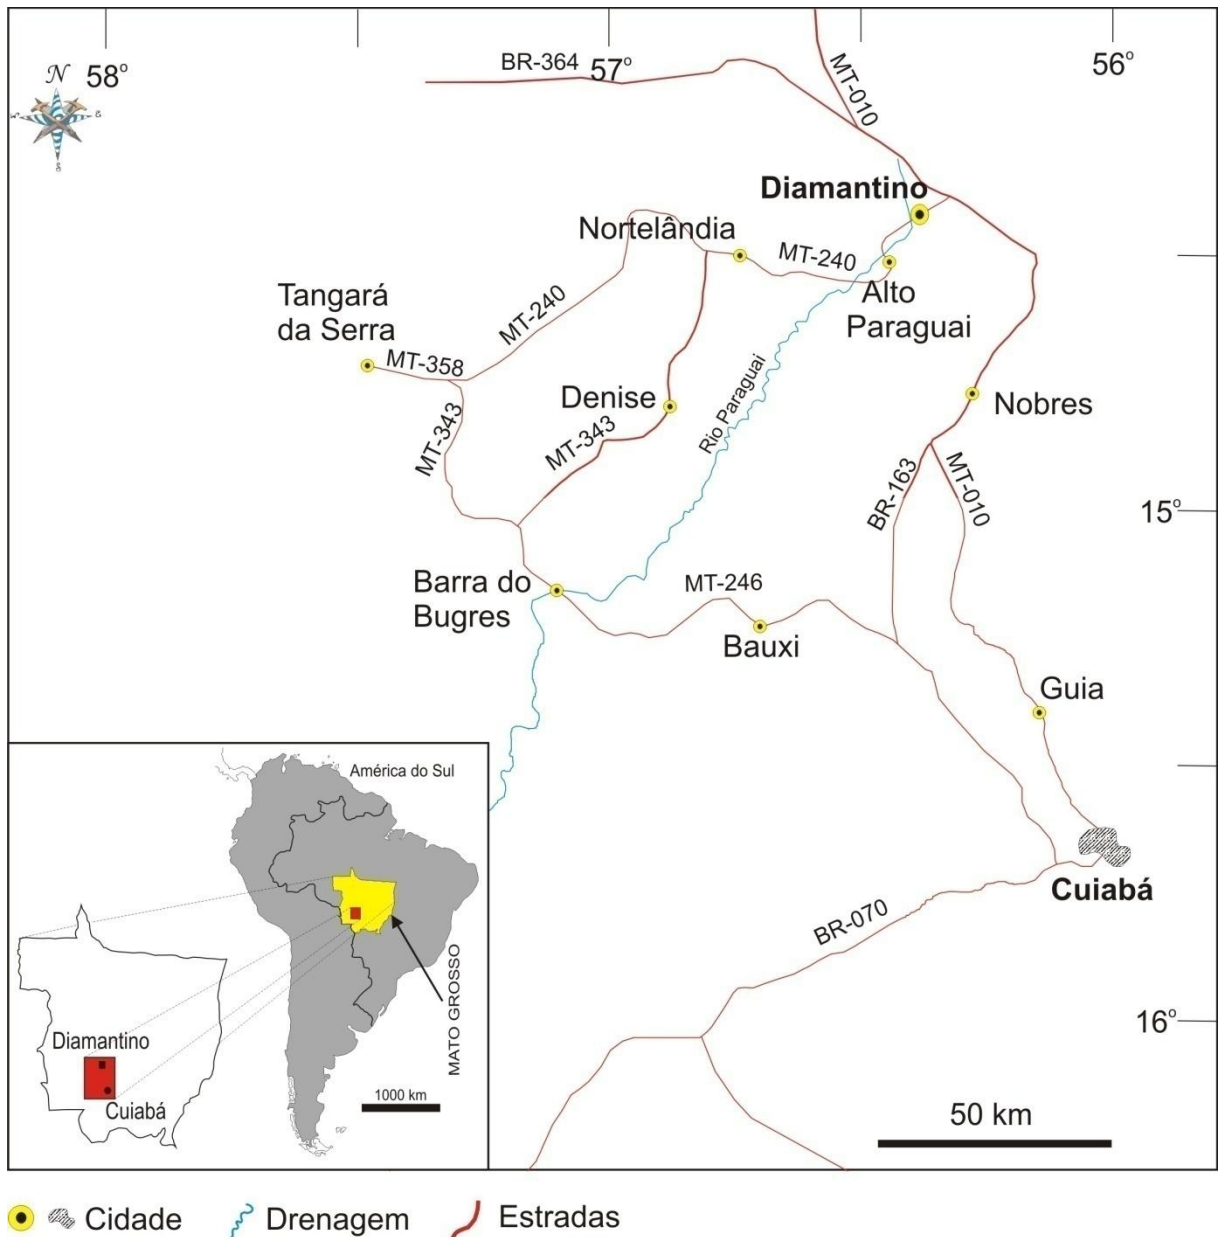 58°
57°
56°
N
W
E
S
BR-364
MT-010
Diamantino
Nortelândia
MT-240
Alto
Paraguai
Tangará
da Serra
MT-240
MT-358
Rio Paraguai
Denise
Nobres
MT-343
MT-343
BR-163
MT-010
15°
Barra do
Bugres
MT-246
Bauxi
Guia
Cuiabá
BR-070
16°
50 km
América do Sul
MATO GROSSO
1000 km
Diamantino
Cuiabá
Cidade
Drenagem
Estradas